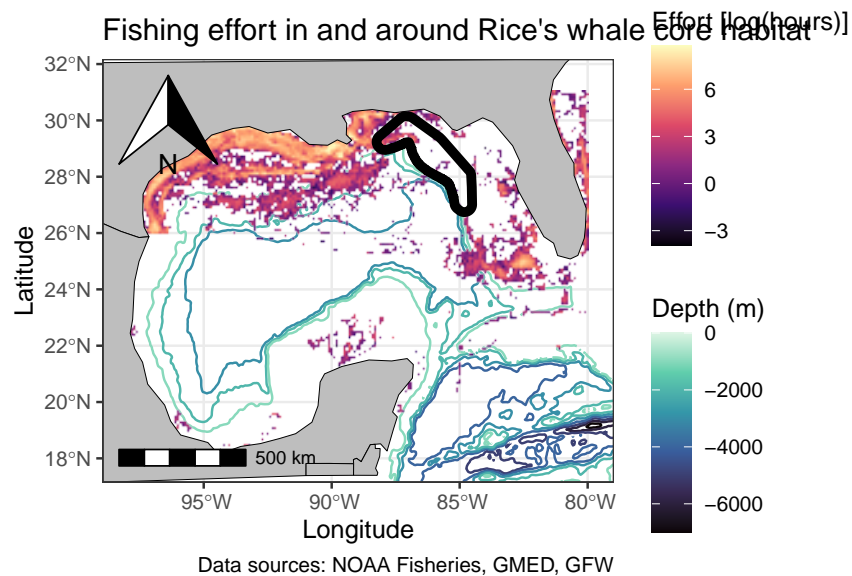 Fishing effort in and around Rice's whale core habitat
Effort [log(hours)]
32°N
30°N
28°N
26°N
24°N
22°N
20°N
18°N
Latitude
N
500 km
95°W
90°W
85°W
80°W
Longitude
6
3
0
−3
Depth (m)
0
−2000
−4000
−6000
Data sources: NOAA Fisheries, GMED, GFW